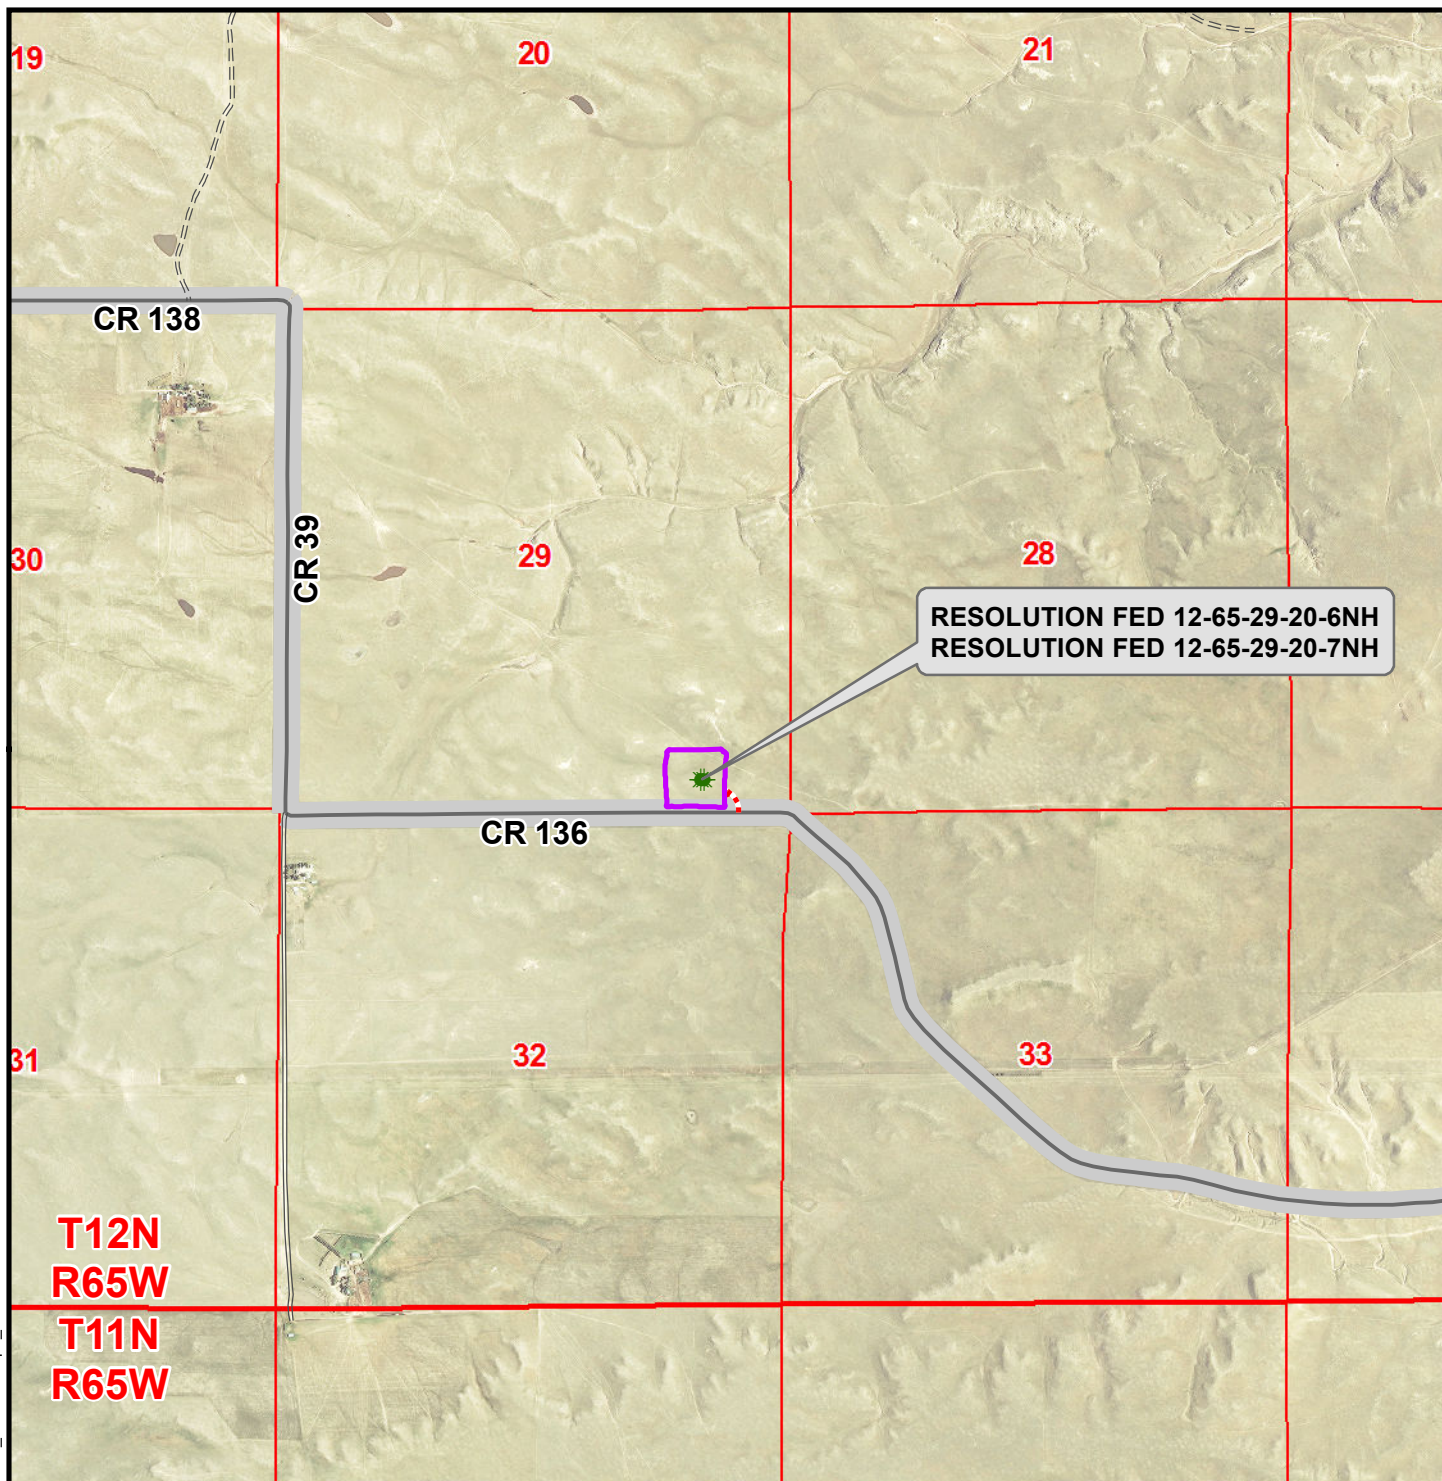 19
20
21
CR 138
CR 39
30
29
28
RESOLUTION FED 12-65-29-20-6NH
RESOLUTION FED 12-65-29-20-7NH
CR 136
31
32
33
T12N
R65W
T11N
R65W